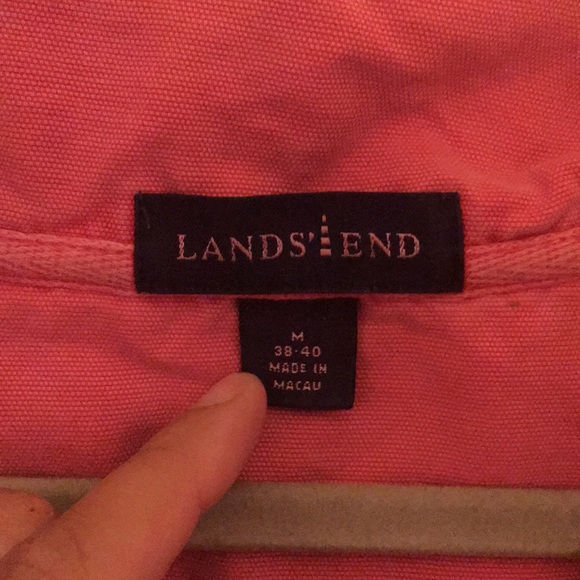 LANDS' END
M
38-40
MADE IN
MACAU